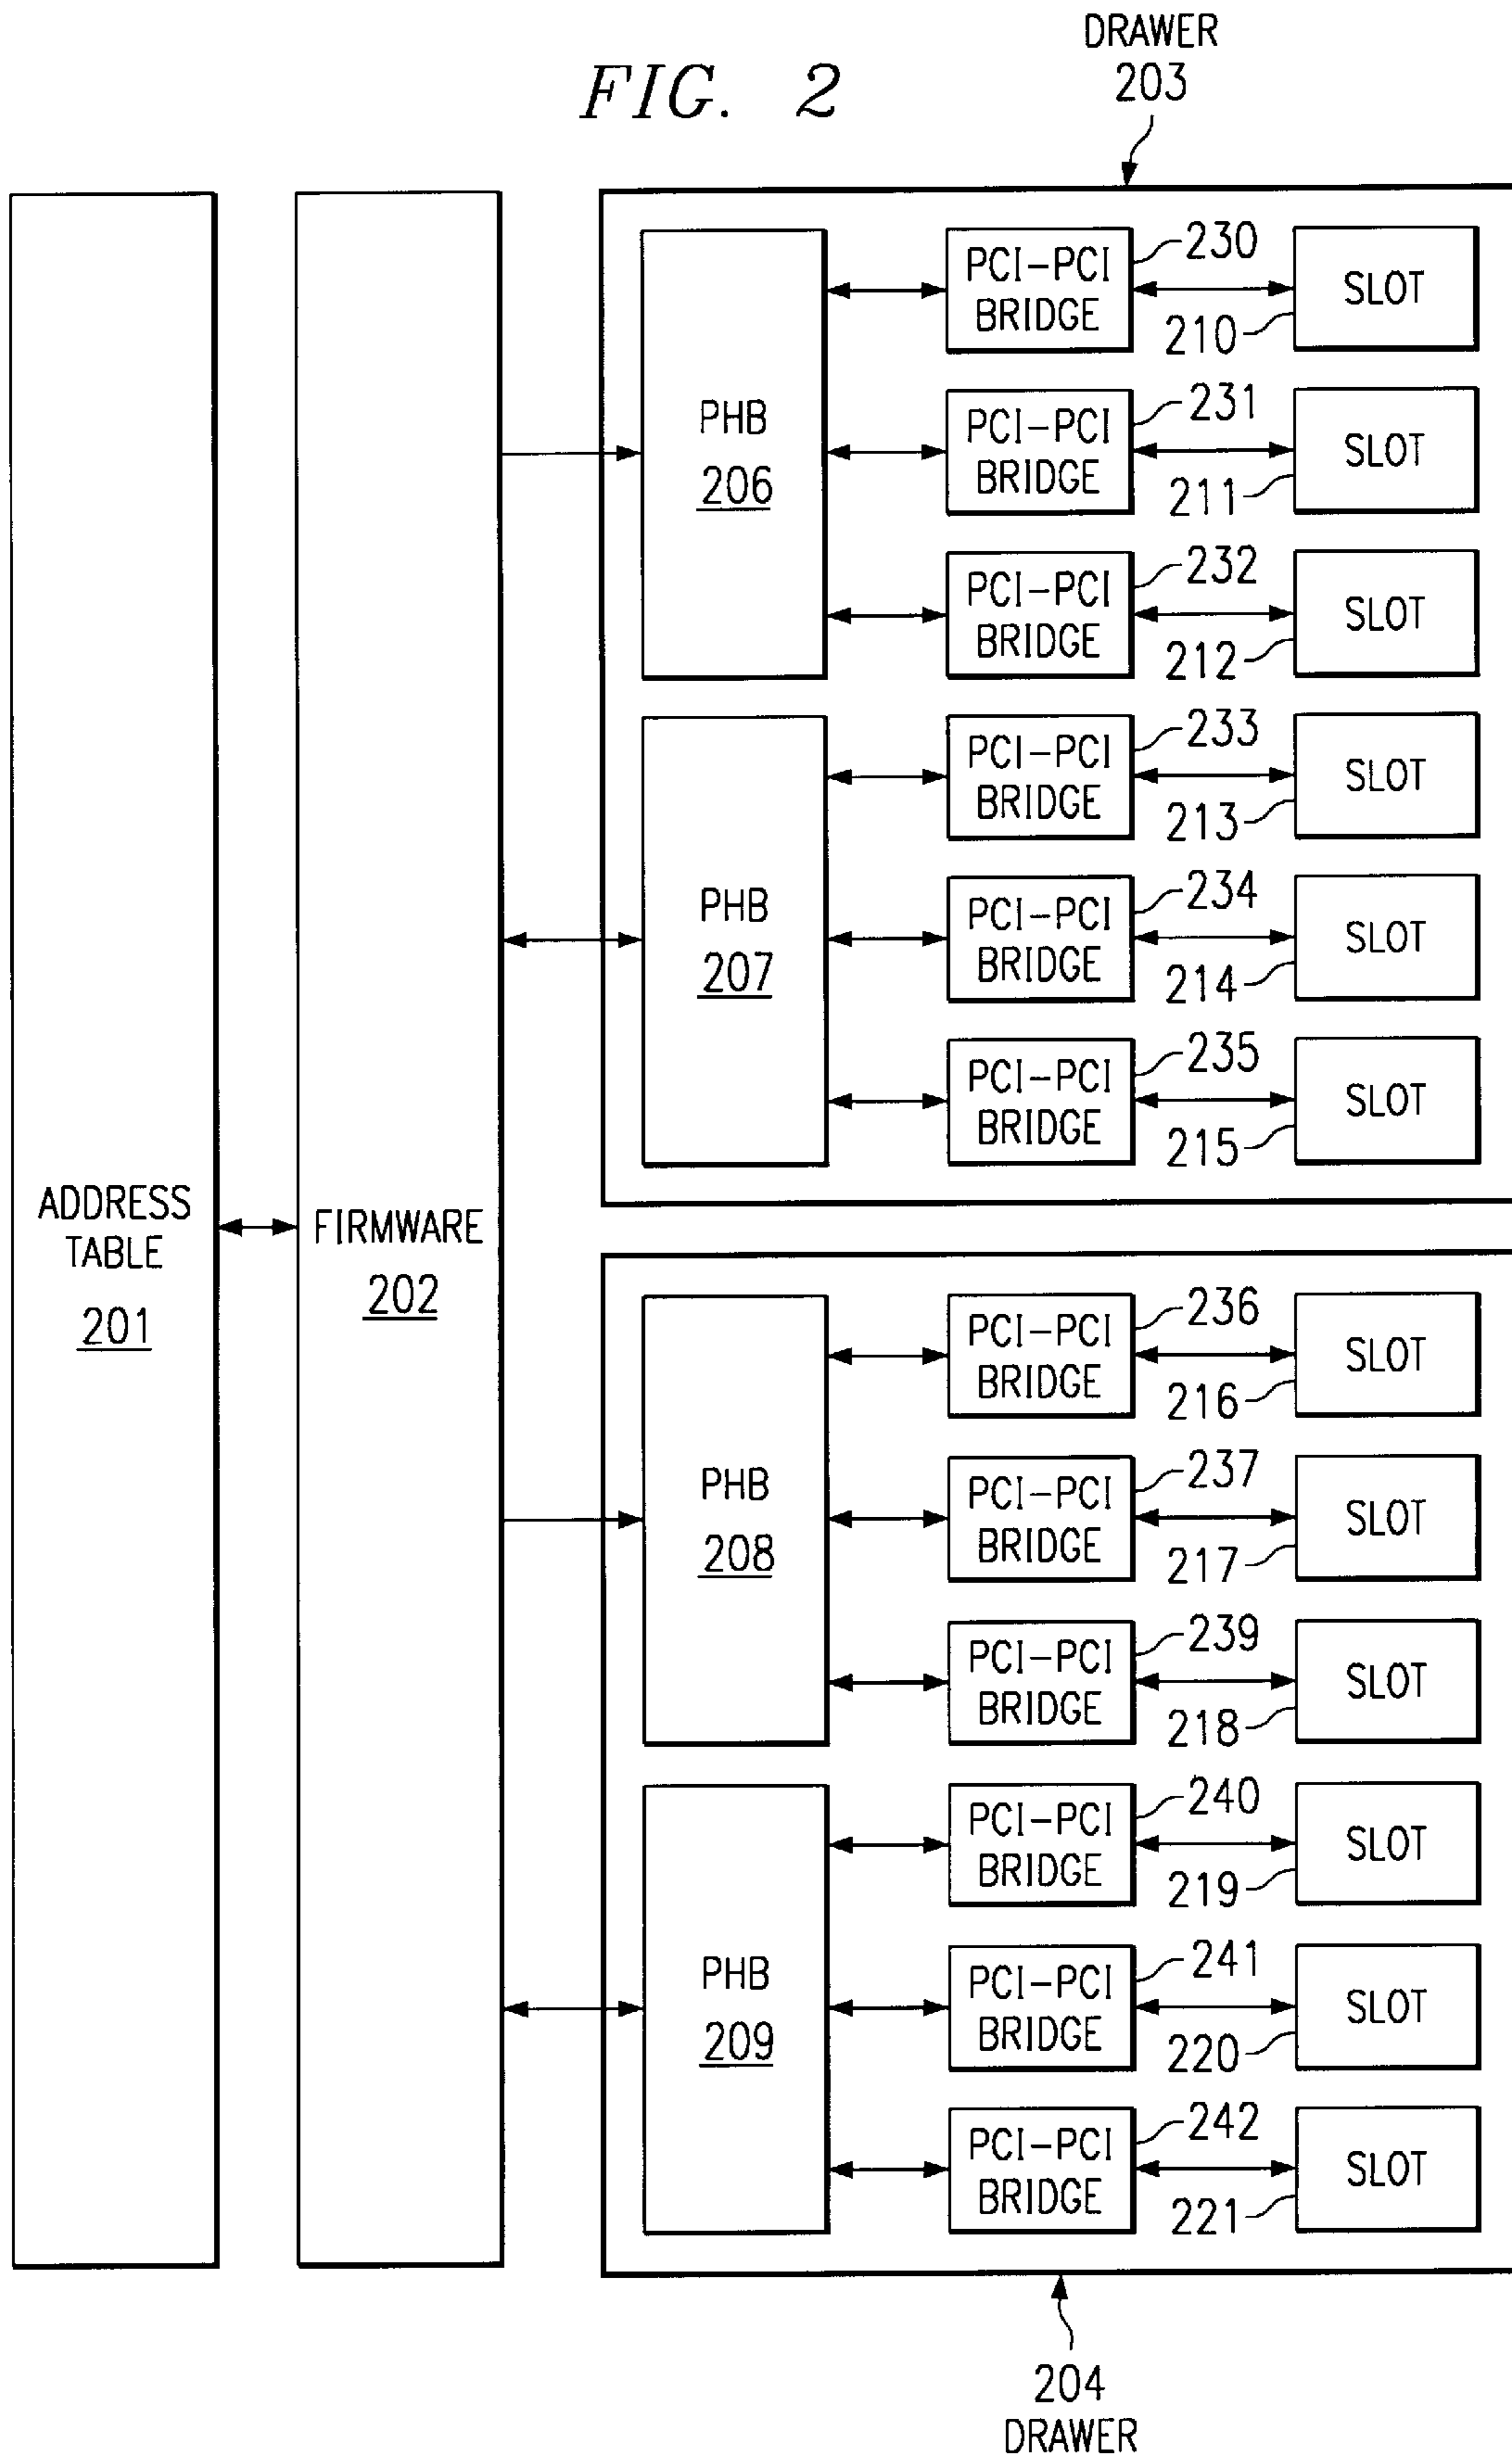 FIG. 2
DRAWER
203
ADDRESS
TABLE
201
FIRMWARE
202
PHB
206
PCI-PCI
BRIDGE
230
210
SLOT
PCI-PCI
BRIDGE
231
211
SLOT
PCI-PCI
BRIDGE
232
212
SLOT
PHB
207
PCI-PCI
BRIDGE
233
213
SLOT
PCI-PCI
BRIDGE
234
214
SLOT
PCI-PCI
BRIDGE
235
215
SLOT
PHB
208
PCI-PCI
BRIDGE
236
216
SLOT
PCI-PCI
BRIDGE
237
217
SLOT
PCI-PCI
BRIDGE
239
218
SLOT
PHB
209
PCI-PCI
BRIDGE
240
219
SLOT
PCI-PCI
BRIDGE
241
220
SLOT
PCI-PCI
BRIDGE
242
221
SLOT
204
DRAWER